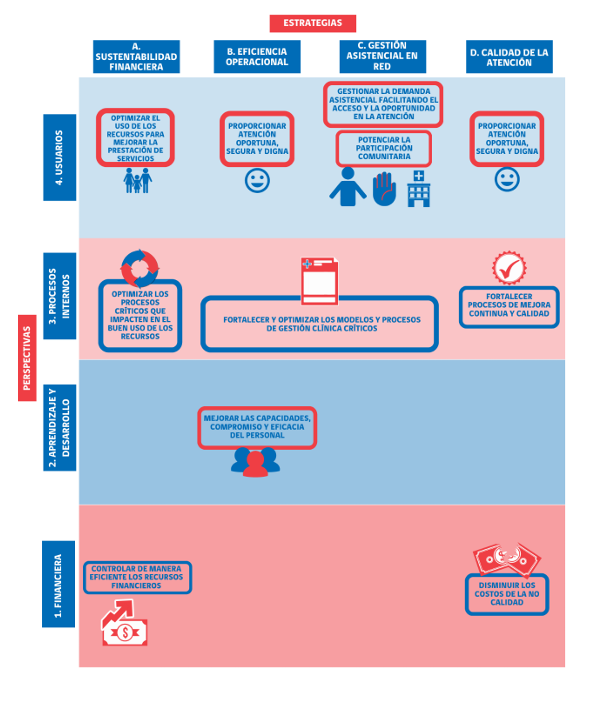 ESTRATEGIAS
A.
SUSTENTABILIDAD
FINANCIERA
B. EFICIENCIA
OPERACIONAL
C. GESTIÓN
ASISTENCIAL EN
RED
D. CALIDAD DE LA
ATENCIÓN
PERSPECTIVAS
4. USUARIOS
OPTIMIZAR EL
USO DE LOS
RECURSOS PARA
MEJORAR LA
PRESTACIÓN DE
SERVICIOS
PROPORCIONAR
ATENCIÓN
OPORTUNA,
SEGURA Y DIGNA
GESTIONAR LA DEMANDA
ASISTENCIAL FACILITANDO EL
ACCESO Y LA OPORTUNIDAD
EN LA ATENCIÓN
POTENCIAR LA
PARTICIPACIÓN
COMUNITARIA
PROPORCIONAR
ATENCIÓN
OPORTUNA,
SEGURA Y DIGNA
3. PROCESOS
INTERNOS
OPTIMIZAR LOS
PROCESOS
CRÍTICOS QUE
IMPACTEN EN EL
BUEN USO DE LOS
RECURSOS
FORTALECER Y OPTIMIZAR LOS MODELOS Y PROCESOS
DE GESTIÓN CLÍNICA CRÍTICOS
FORTALECER
PROCESOS DE MEJORA
CONTINUA Y CALIDAD
2. APRENDIZAJE Y
DESARROLLO
MEJORAR LAS CAPACIDADES,
COMPROMISO Y EFICACIA
DEL PERSONAL
1. FINANCIERA
CONTROLAR DE MANERA
EFICIENTE LOS RECURSOS
FINANCIEROS
$
DISMINUIR LOS
COSTOS DE LA NO
CALIDAD